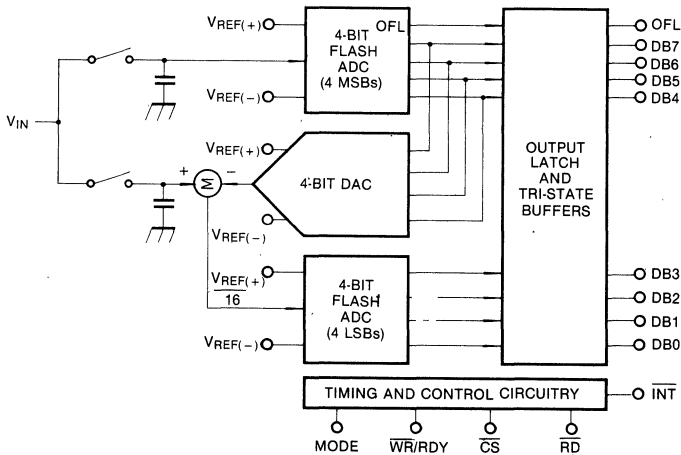 VREF(+)
OFL
4-BIT
FLASH
ADC
(4 MSBs)
VREF(-)
OFL
DB7
DB6
DB5
DB4
VIN
VREF(+)
+
Σ
-
4-BIT DAC
VREF(-)
OUTPUT
LATCH
AND
TRI-STATE
BUFFERS
VREF(+)
16
4-BIT
FLASH
ADC
(4 LSBs)
VREF(-)
DB3
DB2
DB1
DB0
TIMING AND CONTROL CIRCUITRY
INT
MODE
WR/RDY
CS
RD